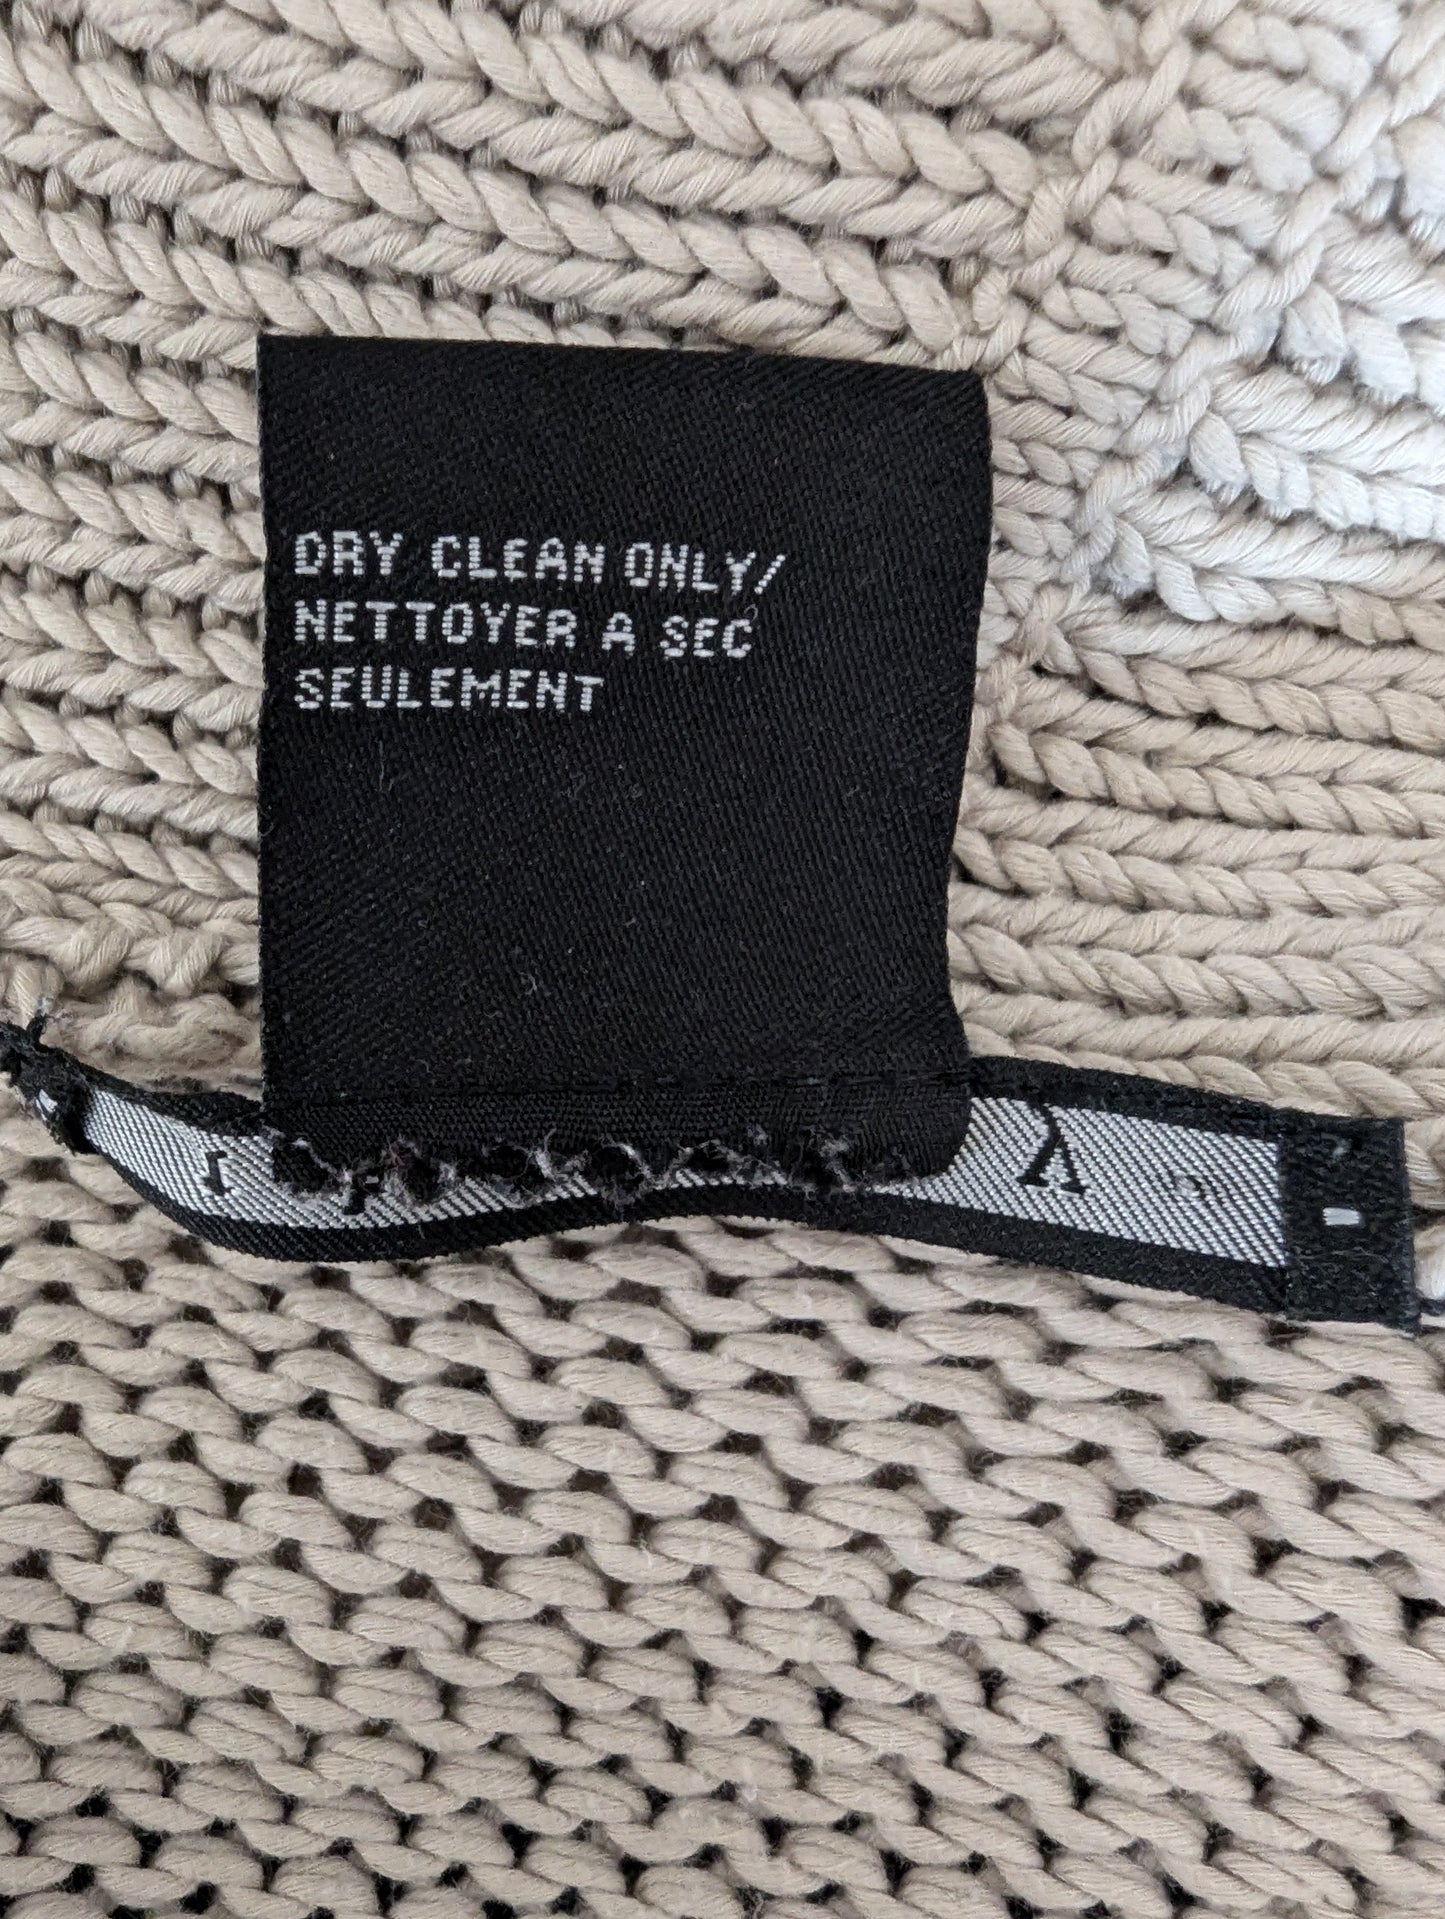 DRY CLEAN ONLY/
NETTOYER A SEC
SEULEMENT